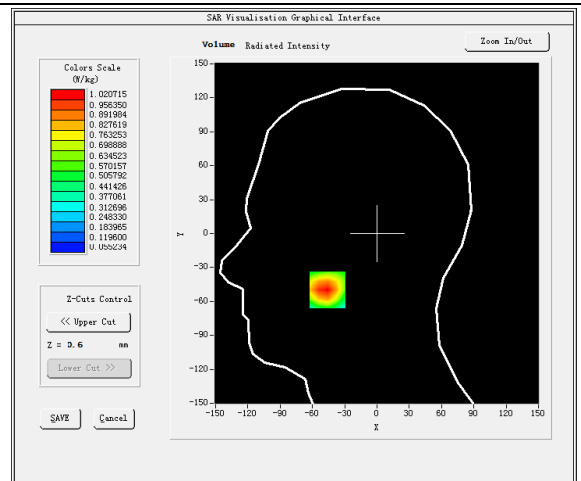 SAR Visualisation Graphical Interface
Volume Radiated Intensity
Zoom In/Out
Colors Scale
(W/kg)
1.020715
0.956350
0.891984
0.827619
0.763253
0.698888
0.634523
0.570157
0.505792
0.441426
0.377061
0.312696
0.248330
0.183965
0.119600
0.055234
Z-Cuts Control
<< Upper Cut
Z = 0.6 mm
Lower Cut >>
SAVE
Cancel
150
120
90
60
30
0
-30
-60
-90
-120
-150
Y
-150 -120 -90 -60 -30 0 30 60 90 120 150
X